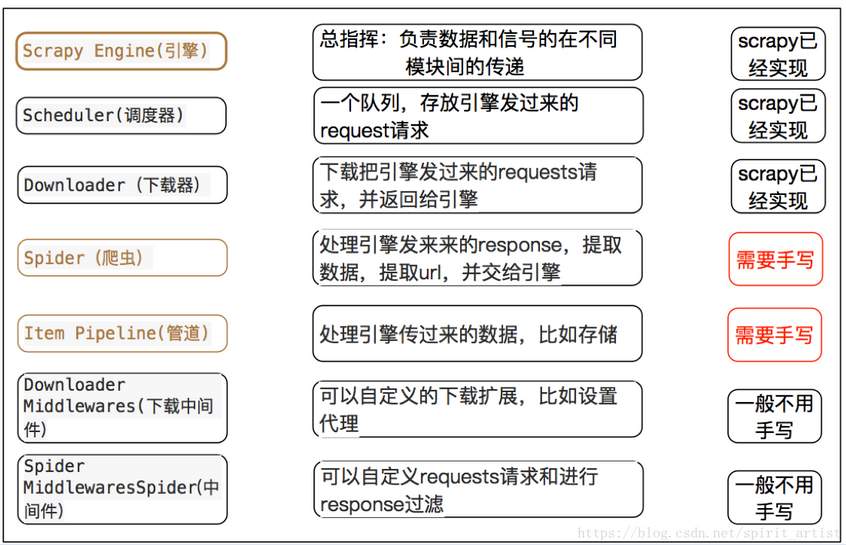 Scrapy Engine(引擎)
总指挥：负责数据和信号的在不同
模块间的传递
scrapy已
经实现
Scheduler(调度器)
一个队列，存放引擎发过来的
request请求
scrapy已
经实现
Downloader（下载器）
下载把引擎发过来的requests请
求，并返回给引擎
scrapy已
经实现
Spider（爬虫）
处理引擎发来来的response，提取
数据，提取url，并交给引擎
需要手写
Item Pipeline(管道)
处理引擎传过来的数据，比如存储
需要手写
Downloader
Middlewares(下载中间
件)
可以自定义的下载扩展，比如设置
代理
一般不用
手写
Spider
MiddlewaresSpider(中
间件)
可以自定义requests请求和进行
response过滤
一般不用
手写
https://blog.csdn.net/spirit_artist